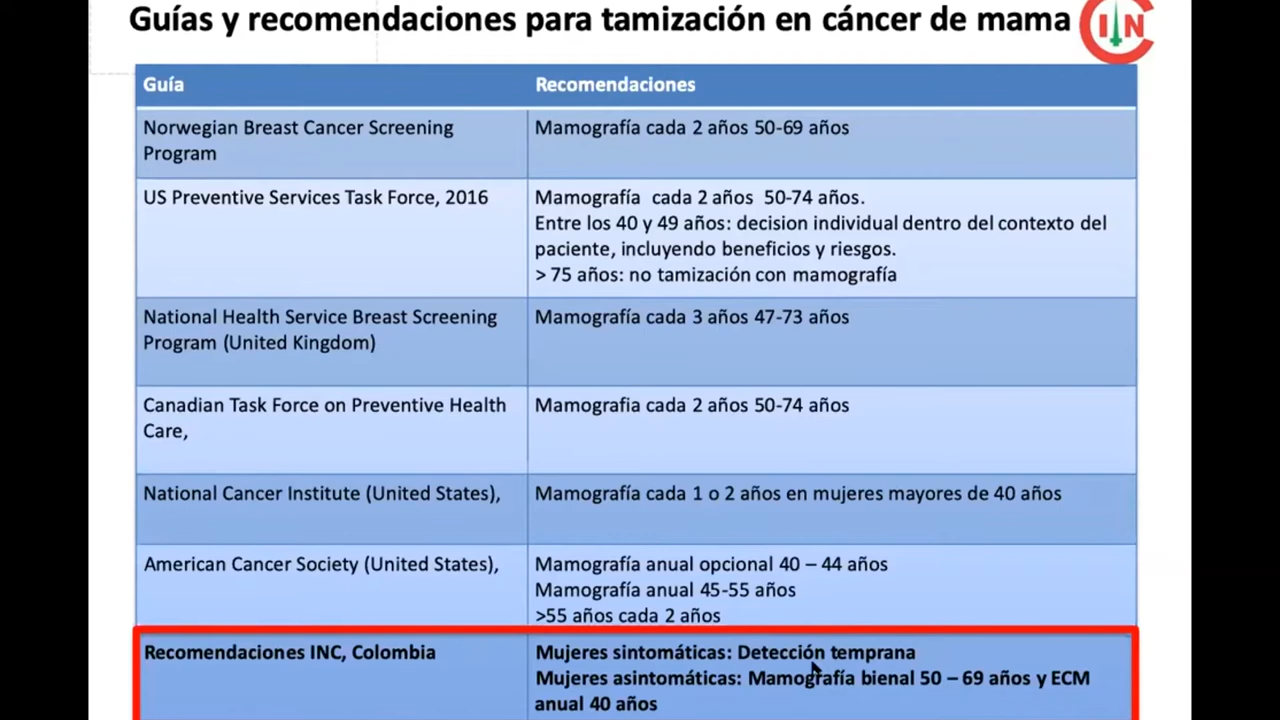 Guías y recomendaciones para tamización en cáncer de mama
INC
Guía
Recomendaciones
Norwegian Breast Cancer Screening
Program
Mamografía cada 2 años 50-69 años
US Preventive Services Task Force, 2016
Mamografía cada 2 años 50-74 años.
Entre los 40 y 49 años: decision individual dentro del contexto del
paciente, incluyendo beneficios y riesgos.
> 75 años: no tamización con mamografía
National Health Service Breast Screening
Program (United Kingdom)
Mamografía cada 3 años 47-73 años
Canadian Task Force on Preventive Health
Care,
Mamografia cada 2 años 50-74 años
National Cancer Institute (United States),
Mamografía cada 1 o 2 años en mujeres mayores de 40 años
American Cancer Society (United States),
Mamografía anual opcional 40 – 44 años
Mamografía anual 45-55 años
>55 años cada 2 años
Recomendaciones INC, Colombia
Mujeres sintomáticas: Detección temprana
Mujeres asintomáticas: Mamografía bienal 50 – 69 años y ECM
anual 40 años